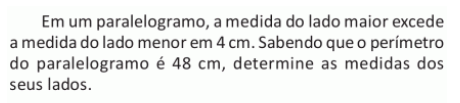 Em um paralelogramo, a medida do lado maior excede
a medida do lado menor em 4 cm. Sabendo que o perímetro
do paralelogramo é 48 cm, determine as medidas dos
seus lados.